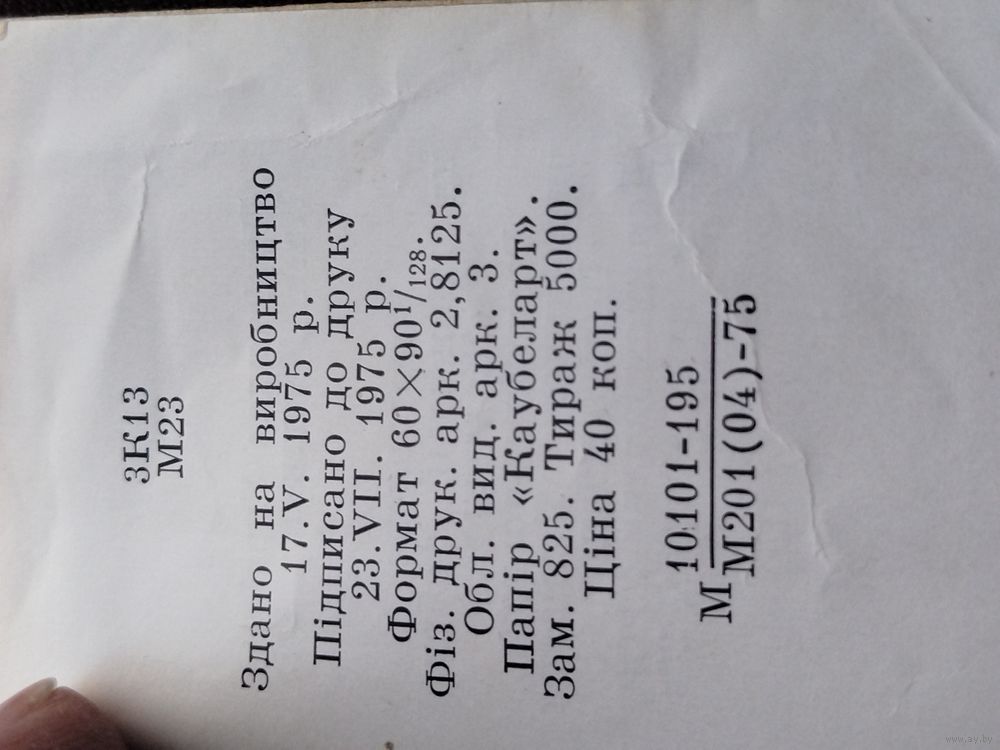 3К13
М23
Здано на виробництво
17.V. 1975 р.
Підписано до друку
23.VII. 1975 р.
Формат 60×90¹/₁₂₈.
Фіз. друк. арк. 2,8125.
Обл. вид. арк. 3.
Папір «Каубеларт».
Зам. 825. Тираж 5000.
Ціна 40 коп.
М 10101-195
М201(04)-75
www.ay.by